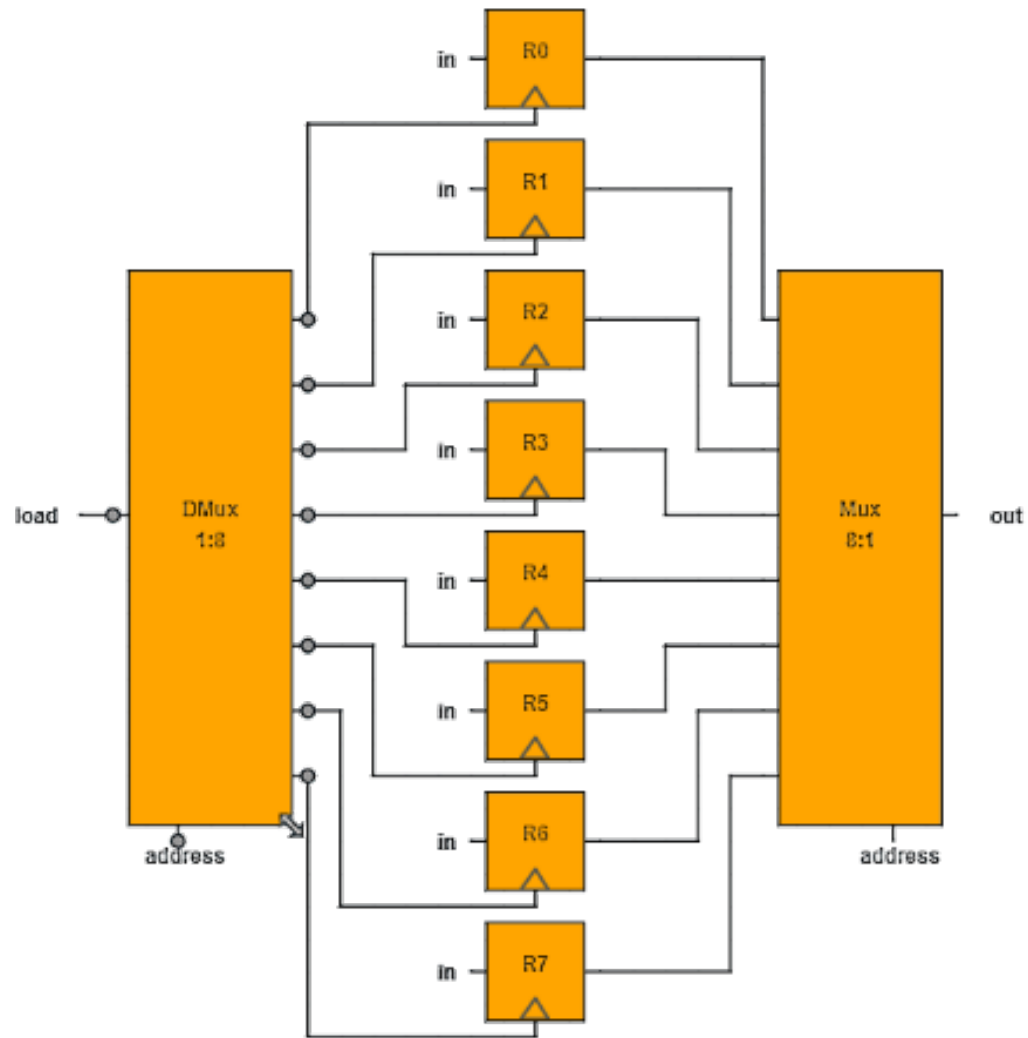 in
R0
in
R1
in
R2
in
R3
load
DMux
1:8
Mux
8:1
out
in
R4
in
R5
in
R6
address
address
in
R7